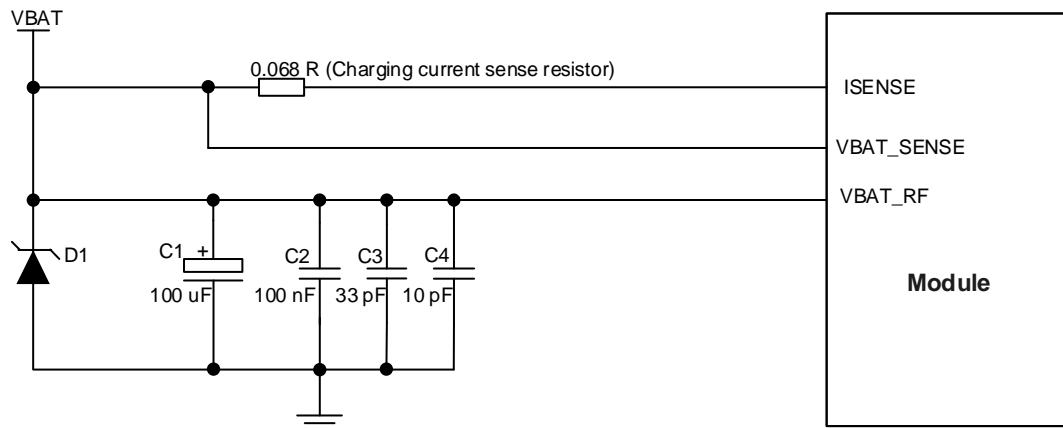 VBAT
0.068 R (Charging current sense resistor)
ISENSE
VBAT_SENSE
VBAT_RF
D1
C1 +
100 uF
C2
100 nF
C3
33 pF
C4
10 pF
Module